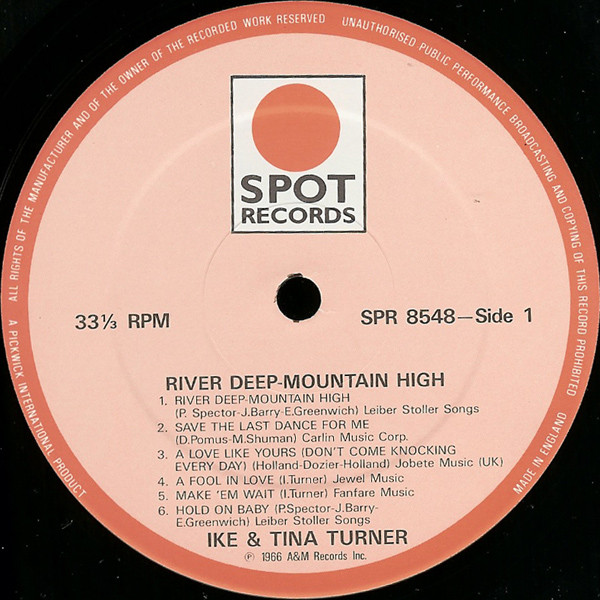 ALL RIGHTS OF THE MANUFACTURER AND OF THE OWNER OF THE RECORDED WORK RESERVED
UNAUTHORISED PUBLIC PERFORMANCE BROADCASTING AND COPYING OF THIS RECORD PROHIBITED
SPOT
RECORDS
33⅓ RPM
SPR 8548—Side 1
RIVER DEEP-MOUNTAIN HIGH
1. RIVER DEEP-MOUNTAIN HIGH
(P. Spector-J.Barry-E.Greenwich) Leiber Stoller Songs
2. SAVE THE LAST DANCE FOR ME
(D.Pomus-M.Shuman) Carlin Music Corp.
3. A LOVE LIKE YOURS (DON'T COME KNOCKING
EVERY DAY) (Holland-Dozier-Holland) Jobete Music (UK)
4. A FOOL IN LOVE (I.Turner) Jewel Music
5. MAKE 'EM WAIT (I.Turner) Fanfare Music
6. HOLD ON BABY (P.Spector-J.Barry-
E.Greenwich) Leiber Stoller Songs
IKE & TINA TURNER
℗ 1966 A&M Records Inc.
A PICKWICK INTERNATIONAL PRODUCT
MADE IN ENGLAND